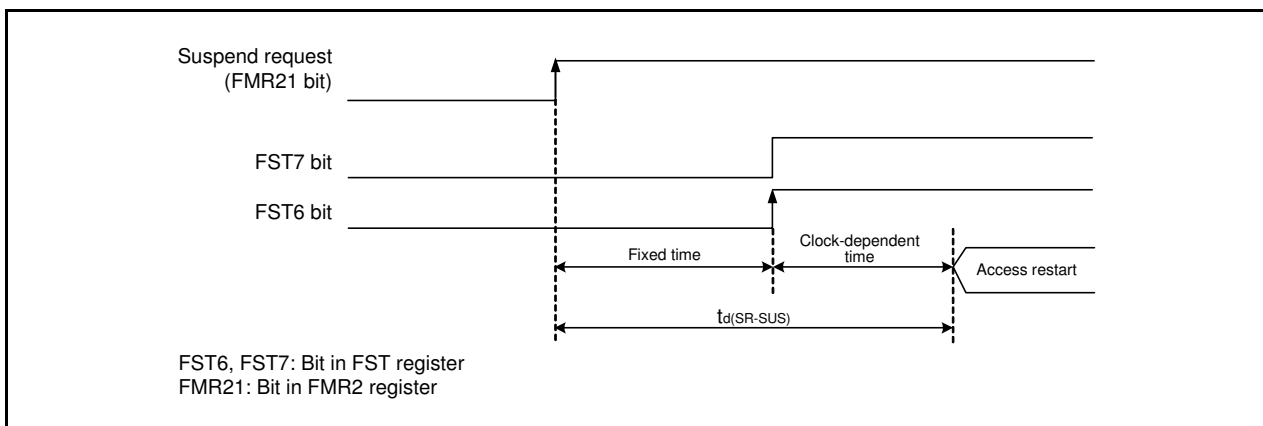 Suspend request
(FMR21 bit)
FST7 bit
FST6 bit
Fixed time
Clock-dependent
time
Access restart
td(SR-SUS)
FST6, FST7: Bit in FST register
FMR21: Bit in FMR2 register